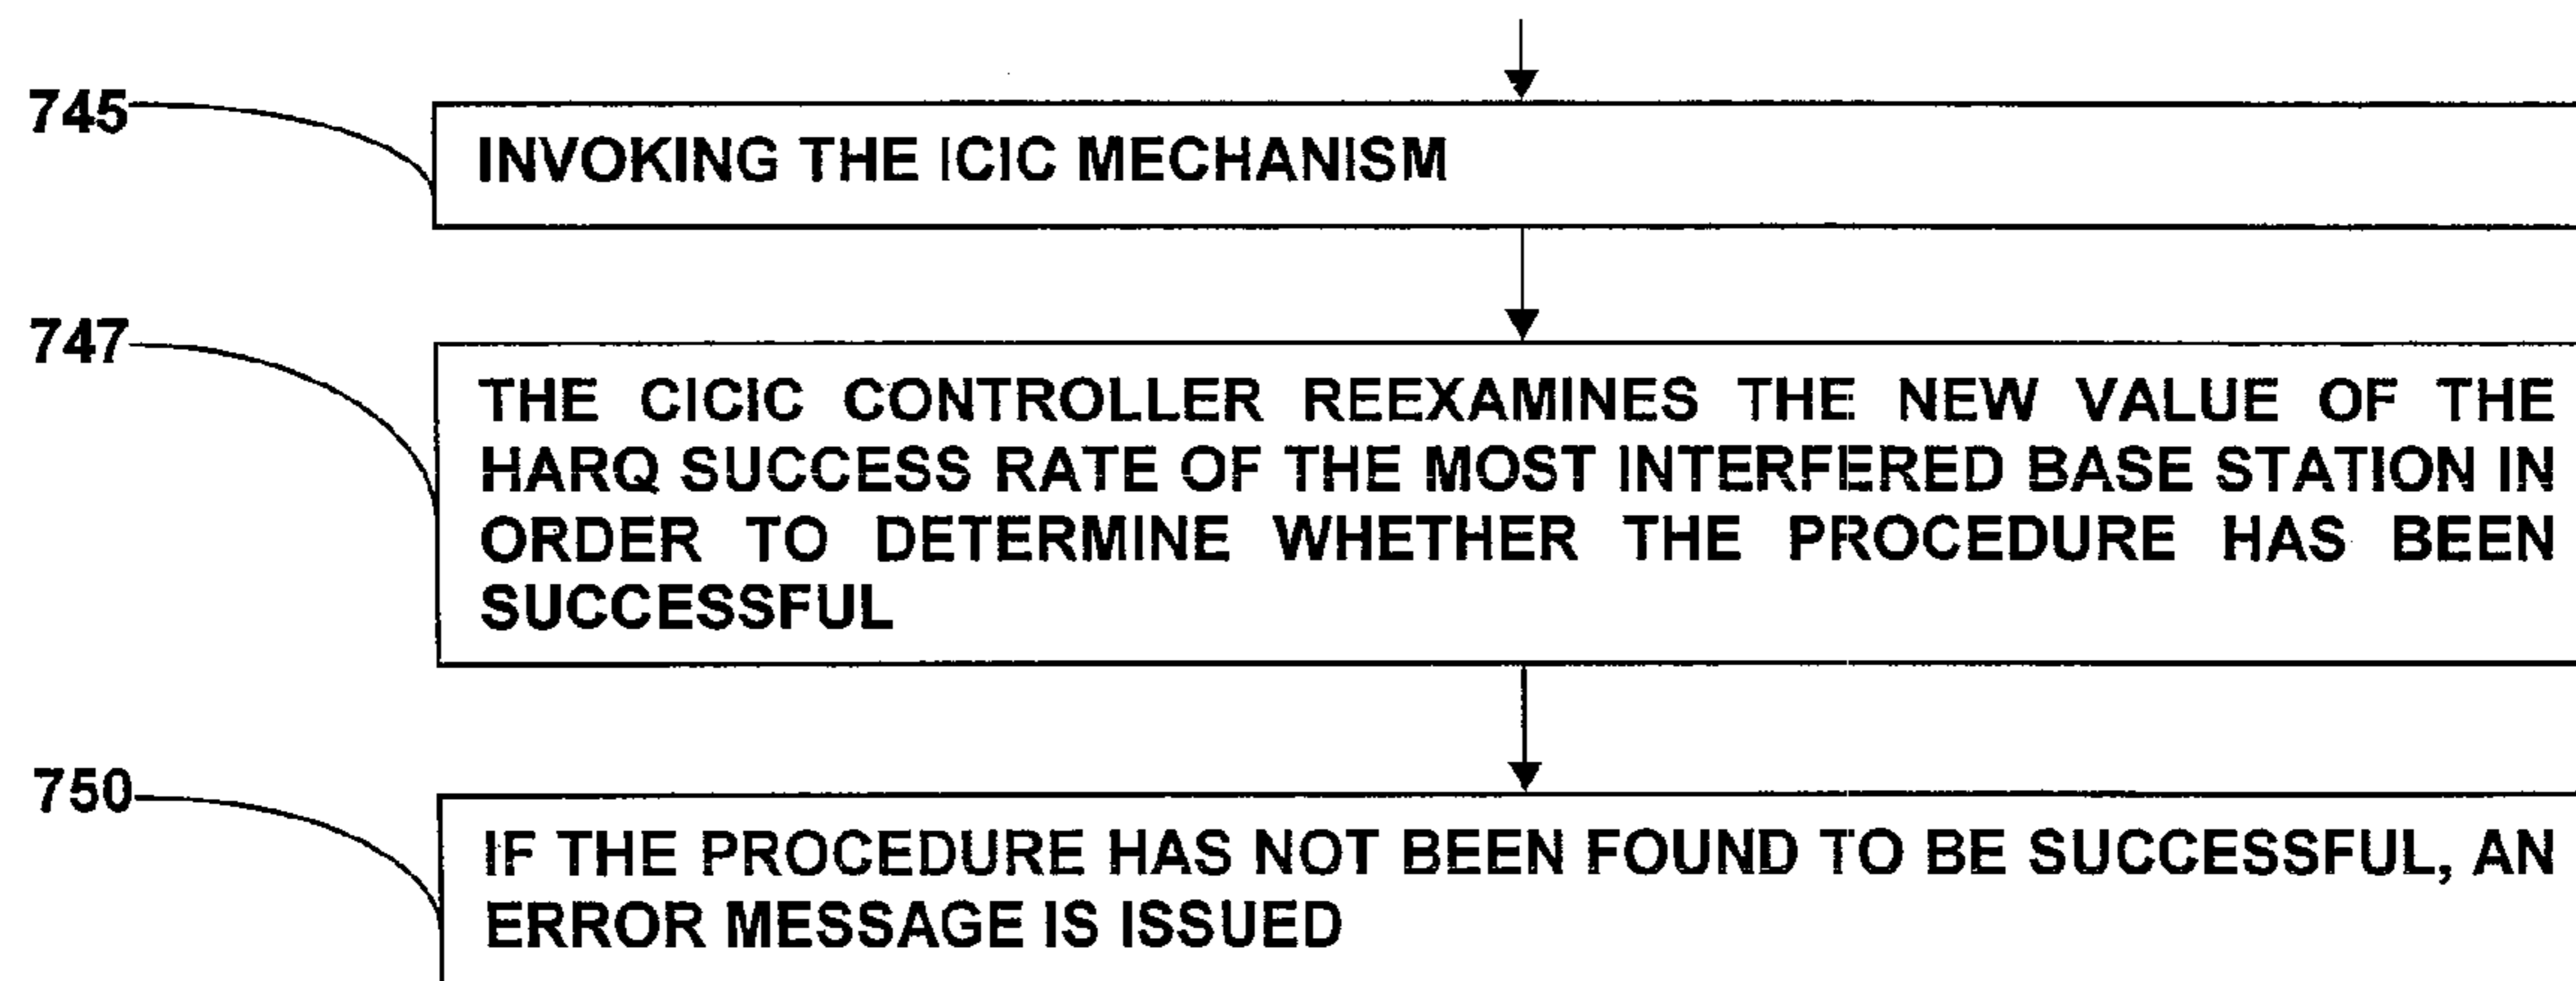 745
INVOKING THE ICIC MECHANISM
747
THE CICIC CONTROLLER REEXAMINES THE NEW VALUE OF THE
HARQ SUCCESS RATE OF THE MOST INTERFERED BASE STATION IN
ORDER TO DETERMINE WHETHER THE PROCEDURE HAS BEEN
SUCCESSFUL
750
IF THE PROCEDURE HAS NOT BEEN FOUND TO BE SUCCESSFUL, AN
ERROR MESSAGE IS ISSUED